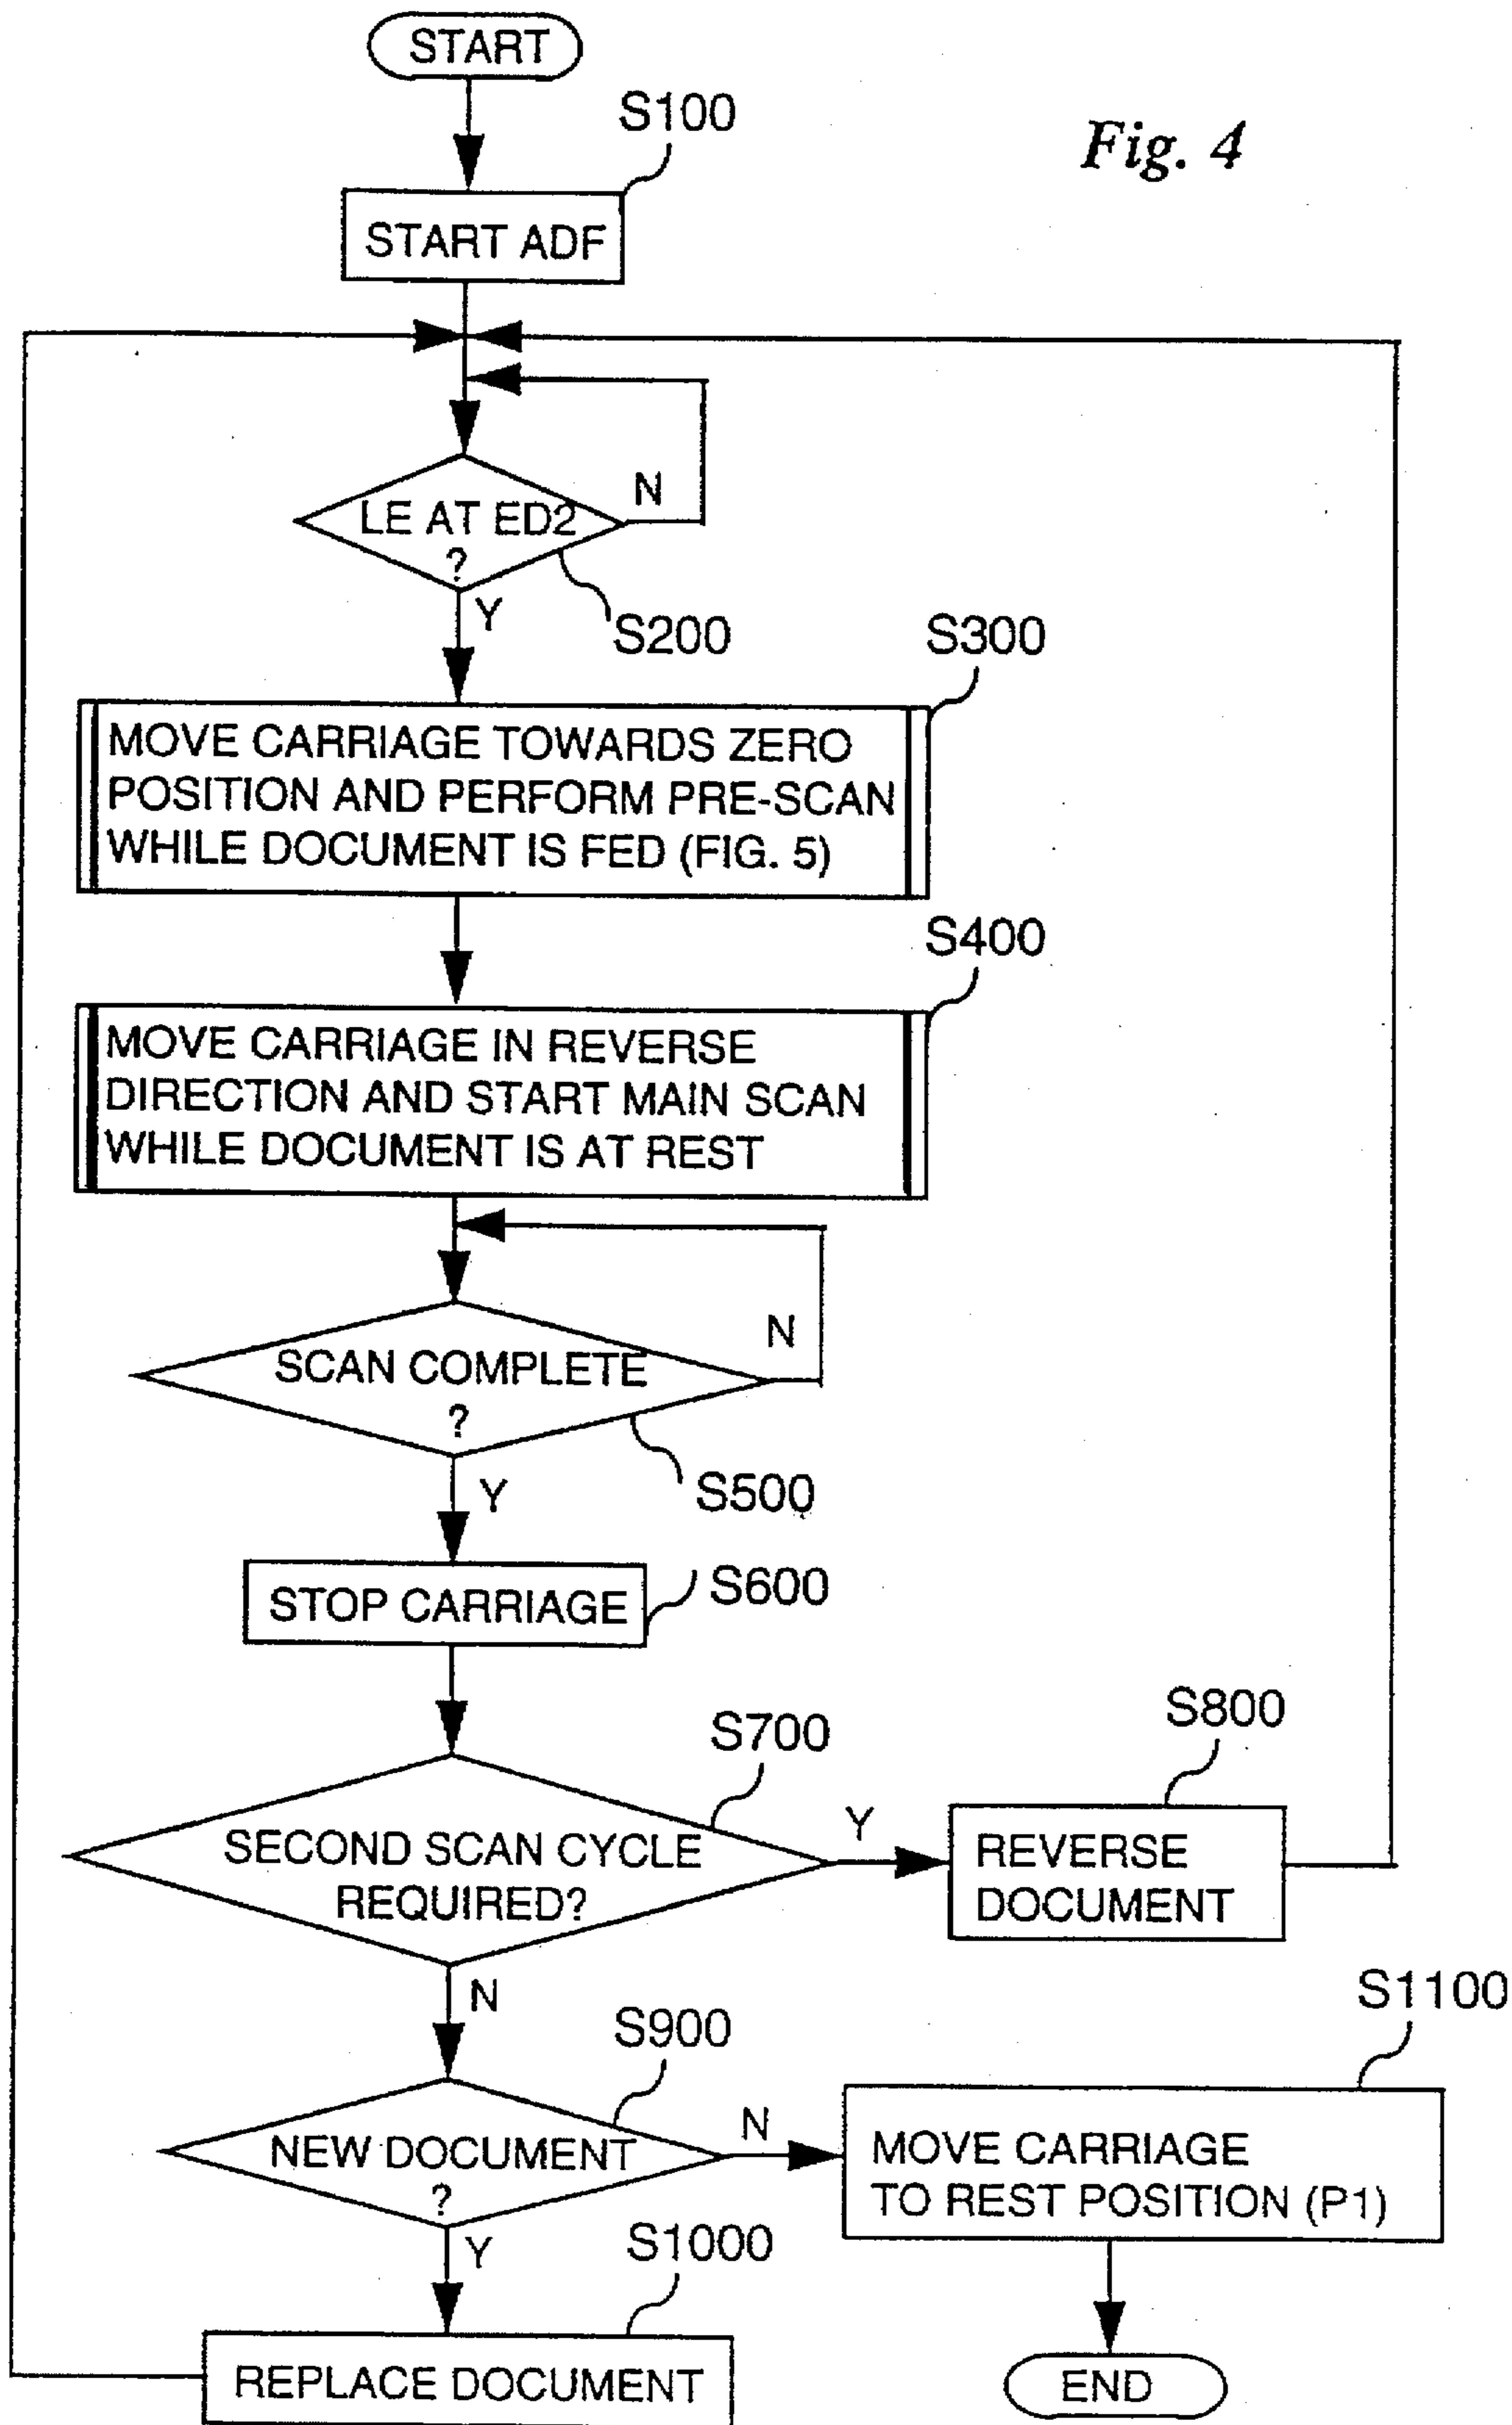 START
Fig. 4
S100
START ADF
LE AT ED2
?
N
Y
S200
S300
MOVE CARRIAGE TOWARDS ZERO
POSITION AND PERFORM PRE-SCAN
WHILE DOCUMENT IS FED (FIG. 5)
S400
MOVE CARRIAGE IN REVERSE
DIRECTION AND START MAIN SCAN
WHILE DOCUMENT IS AT REST
N
SCAN COMPLETE
?
Y
S500
STOP CARRIAGE
S600
S700
SECOND SCAN CYCLE
REQUIRED?
Y
S800
REVERSE
DOCUMENT
N
S900
NEW DOCUMENT
?
N
S1100
MOVE CARRIAGE
TO REST POSITION (P1)
Y
S1000
REPLACE DOCUMENT
END